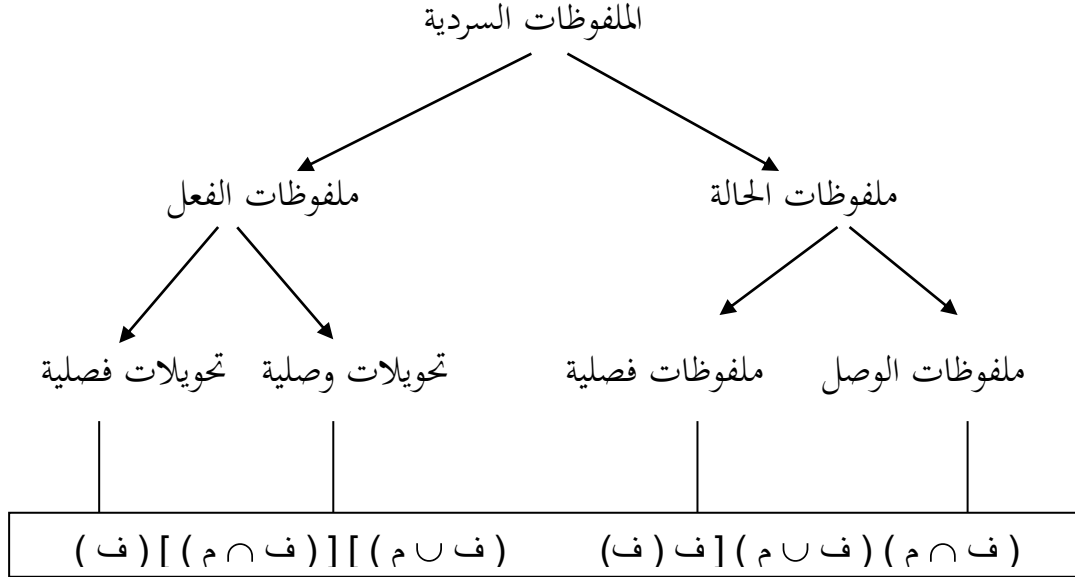 الملفوظات السردية
ملفوظات الحالة ملفوظات الفعل
ملفوظات الوصل ملفوظات فصلية تحويلات وصلية تحويلات فصلية
( ف ∩ م ) ( ف ∪ م ) ] ف ( ف) ( ف ∪ م ) ] [ ( ف ∩ م ) ] ( ف )